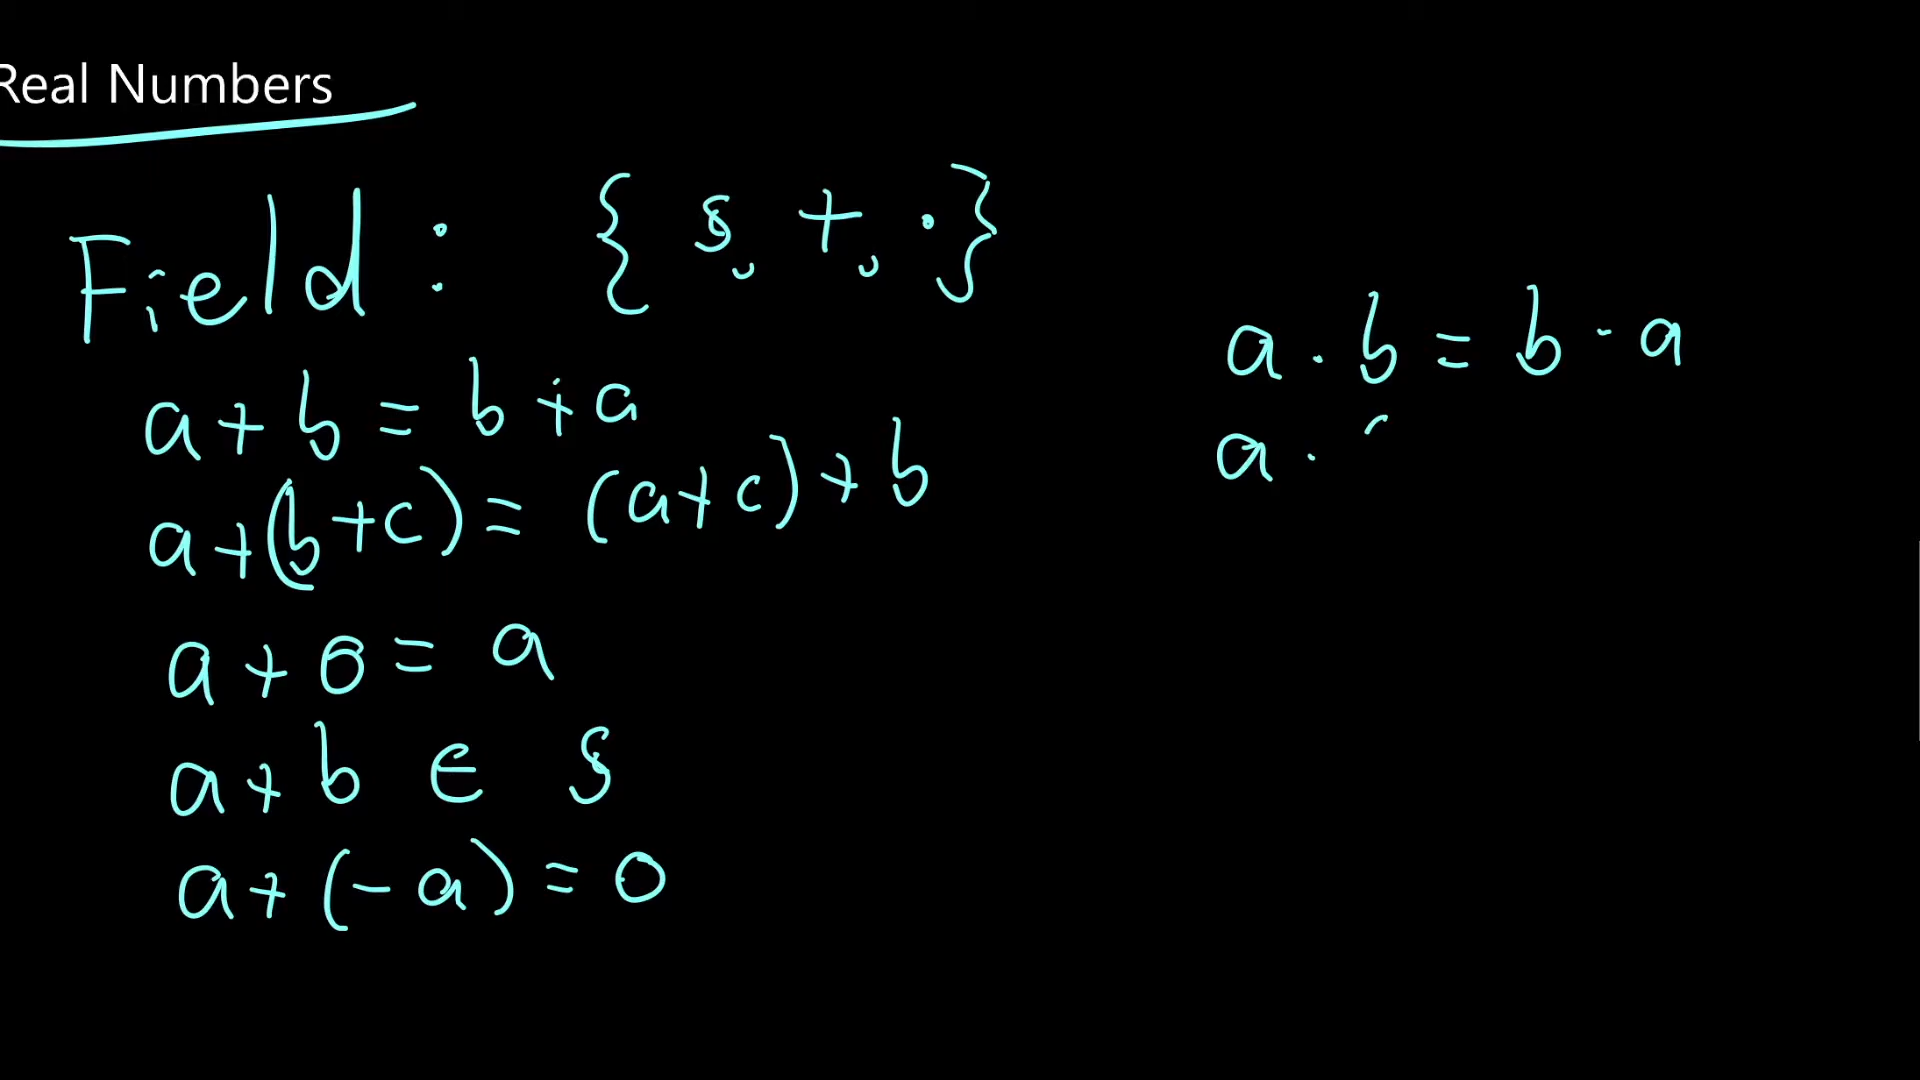 Real Numbers
Field : { S, +, · }
a + b = b + a
a + (b + c) = (a + c) + b
a + 0 = a
a + b ∈ S
a + (-a) = 0
a · b = b · a
a ·